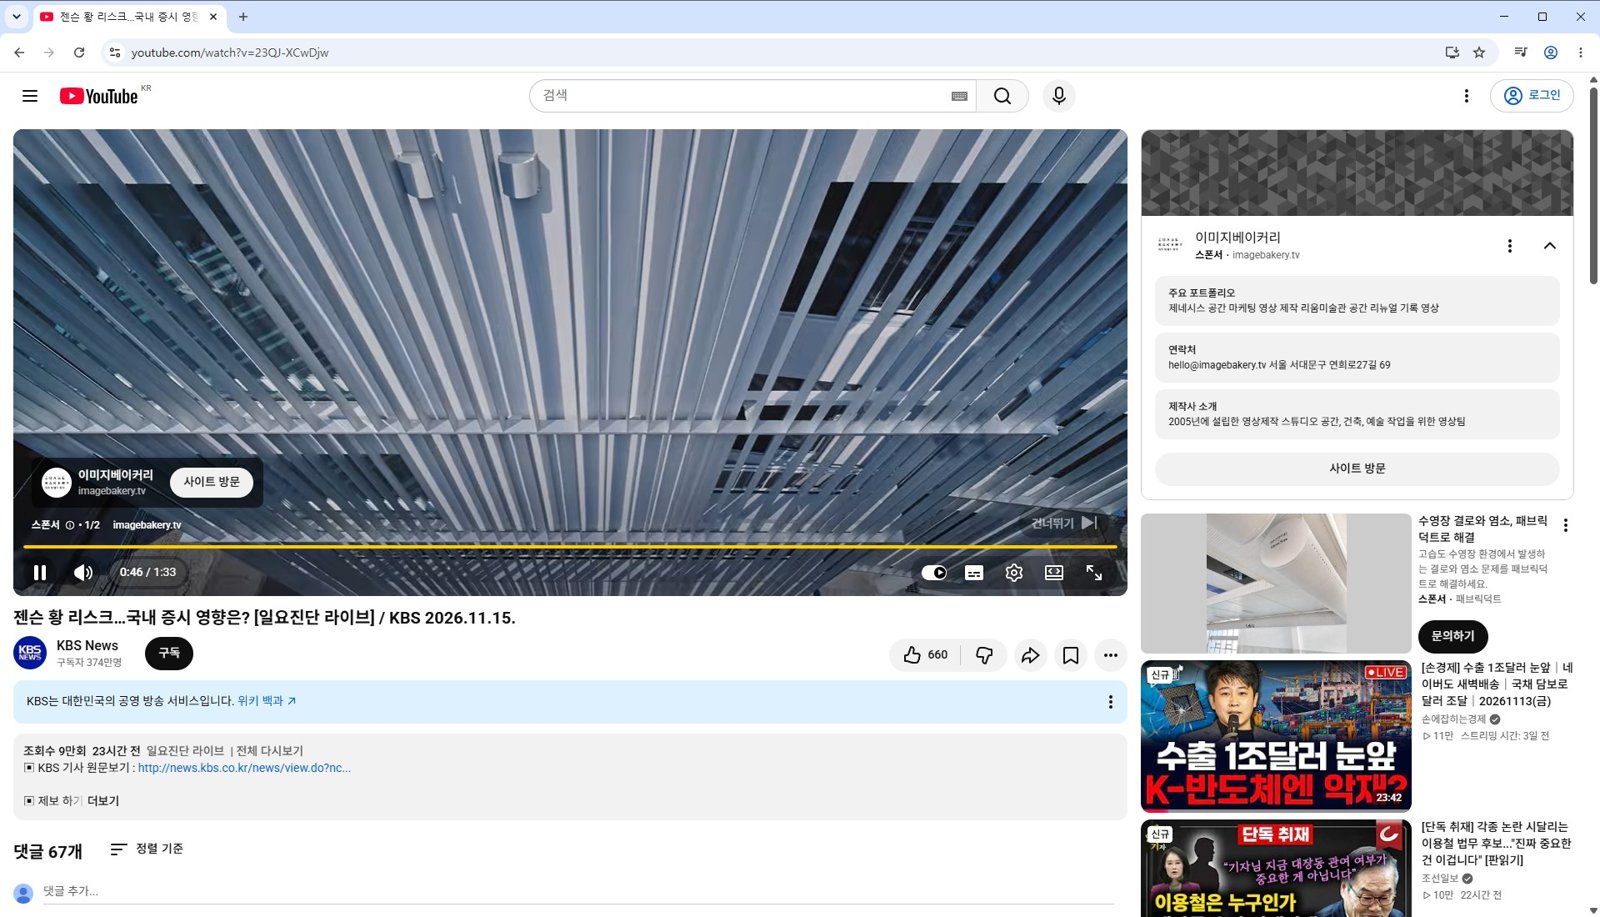 젠슨 황 리스크...국내 증시 영향
youtube.com/watch?v=23QJ-XCwDjw
YouTube KR
검색
로그인
이미지베이커리
imagebakery.tv
사이트 방문
스폰서 · 1/2 imagebakery.tv
건너뛰기
0:46 / 1:33
젠슨 황 리스크...국내 증시 영향은? [일요진단 라이브] / KBS 2026.11.15.
KBS NEWS
KBS News
구독자 374만명
구독
660
KBS는 대한민국의 공영 방송 서비스입니다. 위키 백과
조회수 9만회 23시간 전 일요진단 라이브 | 전체 다시보기
▣ KBS 기사 원문보기 : http://news.kbs.co.kr/news/view.do?nc...
▣ 제보 하기 더보기
댓글 67개
정렬 기준
댓글 추가...
이미지베이커리
스폰서 · imagebakery.tv
주요 포트폴리오
제네시스 공간 마케팅 영상 제작 리움미술관 공간 리뉴얼 기록 영상
연락처
hello@imagebakery.tv 서울 서대문구 연희로27길 69
제작사 소개
2005년에 설립한 영상제작 스튜디오 공간, 건축, 예술 작업을 위한 영상팀
사이트 방문
수영장 결로와 염소, 패브릭
덕트로 해결
고습도 수영장 환경에서 발생하
는 결로와 염소 문제를 패브릭덕
트로 해결하세요.
스폰서 · 패브릭덕트
문의하기
신규
LIVE
수출 1조달러 눈앞
K-반도체엔 악재?
23:42
[손경제] 수출 1조달러 눈앞 | 네
이버도 새벽배송 | 국채 담보로
달러 조달 | 20261113(금)
손에잡히는경제
11만 스트리밍 시간: 3일 전
신규
기자
단독 취재
"기자님 지금 대장동 관여 여부가
중요한 게 아닙니다"
이용철은 누구인가
[단독 취재] 각종 논란 시달리는
이용철 법무 후보..."진짜 중요한
건 이겁니다" [판읽기]
조선일보
10만 22시간 전